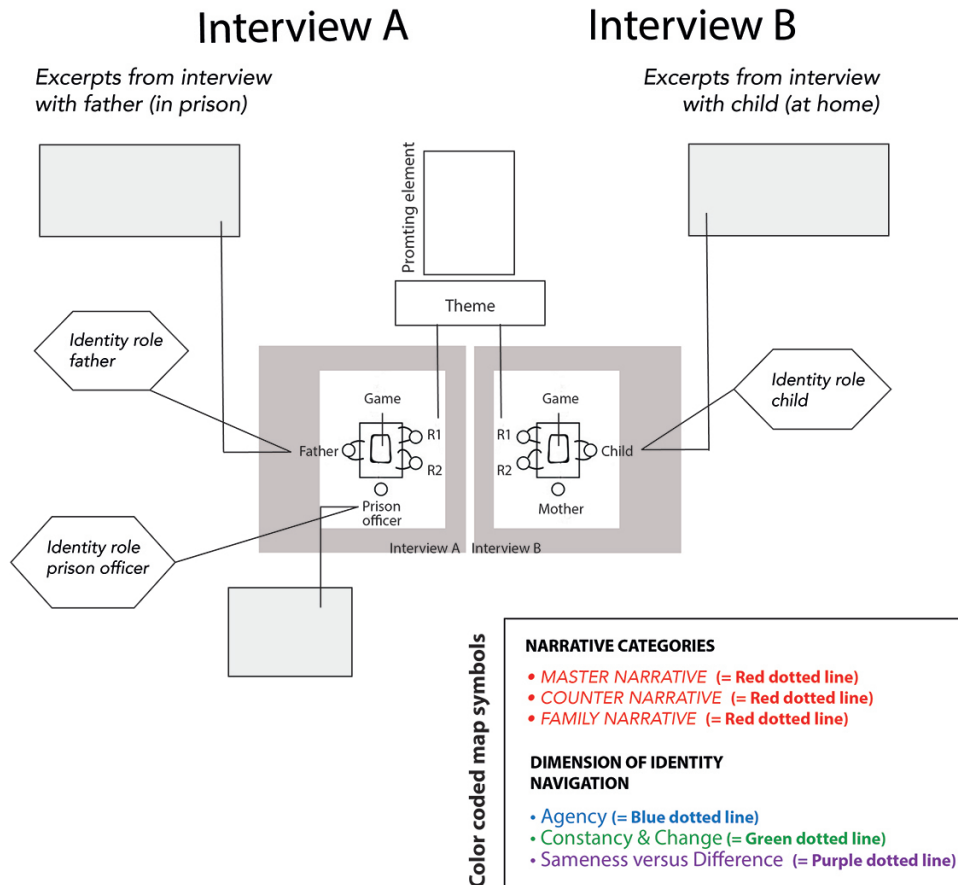 Interview A
Interview B
Excerpts from interview
with father (in prison)
Excerpts from interview
with child (at home)
Promting element
Theme
Identity role
father
Identity role
child
Game
Father
R1
R2
Prison
officer
Interview A
Game
R1
R2
Child
Mother
Interview B
Identity role
prison officer
Color coded map symbols
NARRATIVE CATEGORIES
• MASTER NARRATIVE (= Red dotted line)
• COUNTER NARRATIVE (= Red dotted line)
• FAMILY NARRATIVE (= Red dotted line)
DIMENSION OF IDENTITY
NAVIGATION
• Agency (= Blue dotted line)
• Constancy & Change (= Green dotted line)
• Sameness versus Difference (= Purple dotted line)